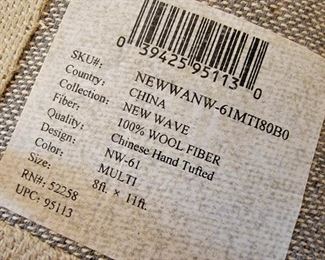 0 39425 95113 0
SKU#: NEWWANW-61MTI80B0
Country: CHINA
Collection: NEW WAVE
Fiber: 100% WOOL FIBER
Quality: Chinese Hand Tufted
Design: NW-61
Color: MULTI
Size: 8ft. × 11ft.
RN#: 52258
UPC: 95113